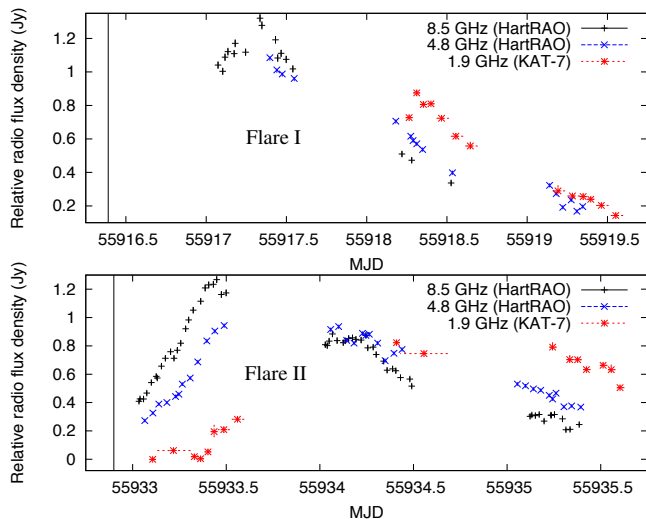 Relative radio flux density (Jy)
1.2
1
0.8
0.6
0.4
0.2
8.5 GHz (HartRAO)
4.8 GHz (HartRAO)
1.9 GHz (KAT-7)
Flare I
55916.5 55917 55917.5 55918 55918.5 55919 55919.5
MJD
Relative radio flux density (Jy)
1.2
1
0.8
0.6
0.4
0.2
0
8.5 GHz (HartRAO)
4.8 GHz (HartRAO)
1.9 GHz (KAT-7)
Flare II
55933 55933.5 55934 55934.5 55935 55935.5
MJD